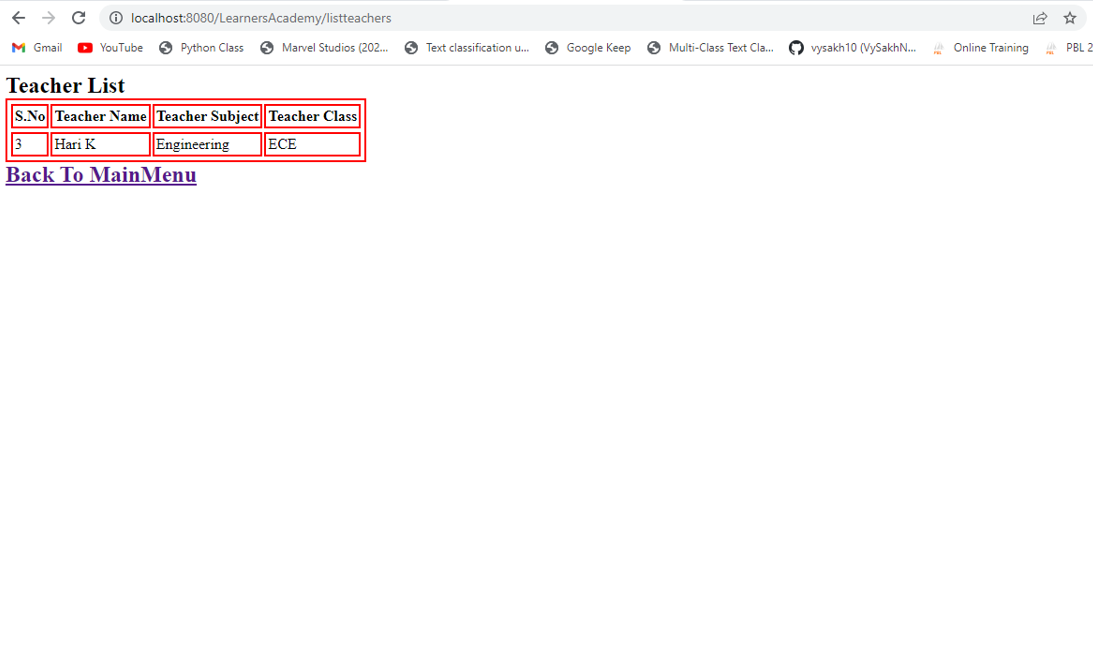 localhost:8080/LearnersAcademy/listteachers
Gmail YouTube Python Class Marvel Studios (202... Text classification u... Google Keep Multi-Class Text Cla... vysakh10 (VySakhN... Online Training PBL 2
Teacher List
S.No Teacher Name Teacher Subject Teacher Class
3 Hari K Engineering ECE
Back To MainMenu